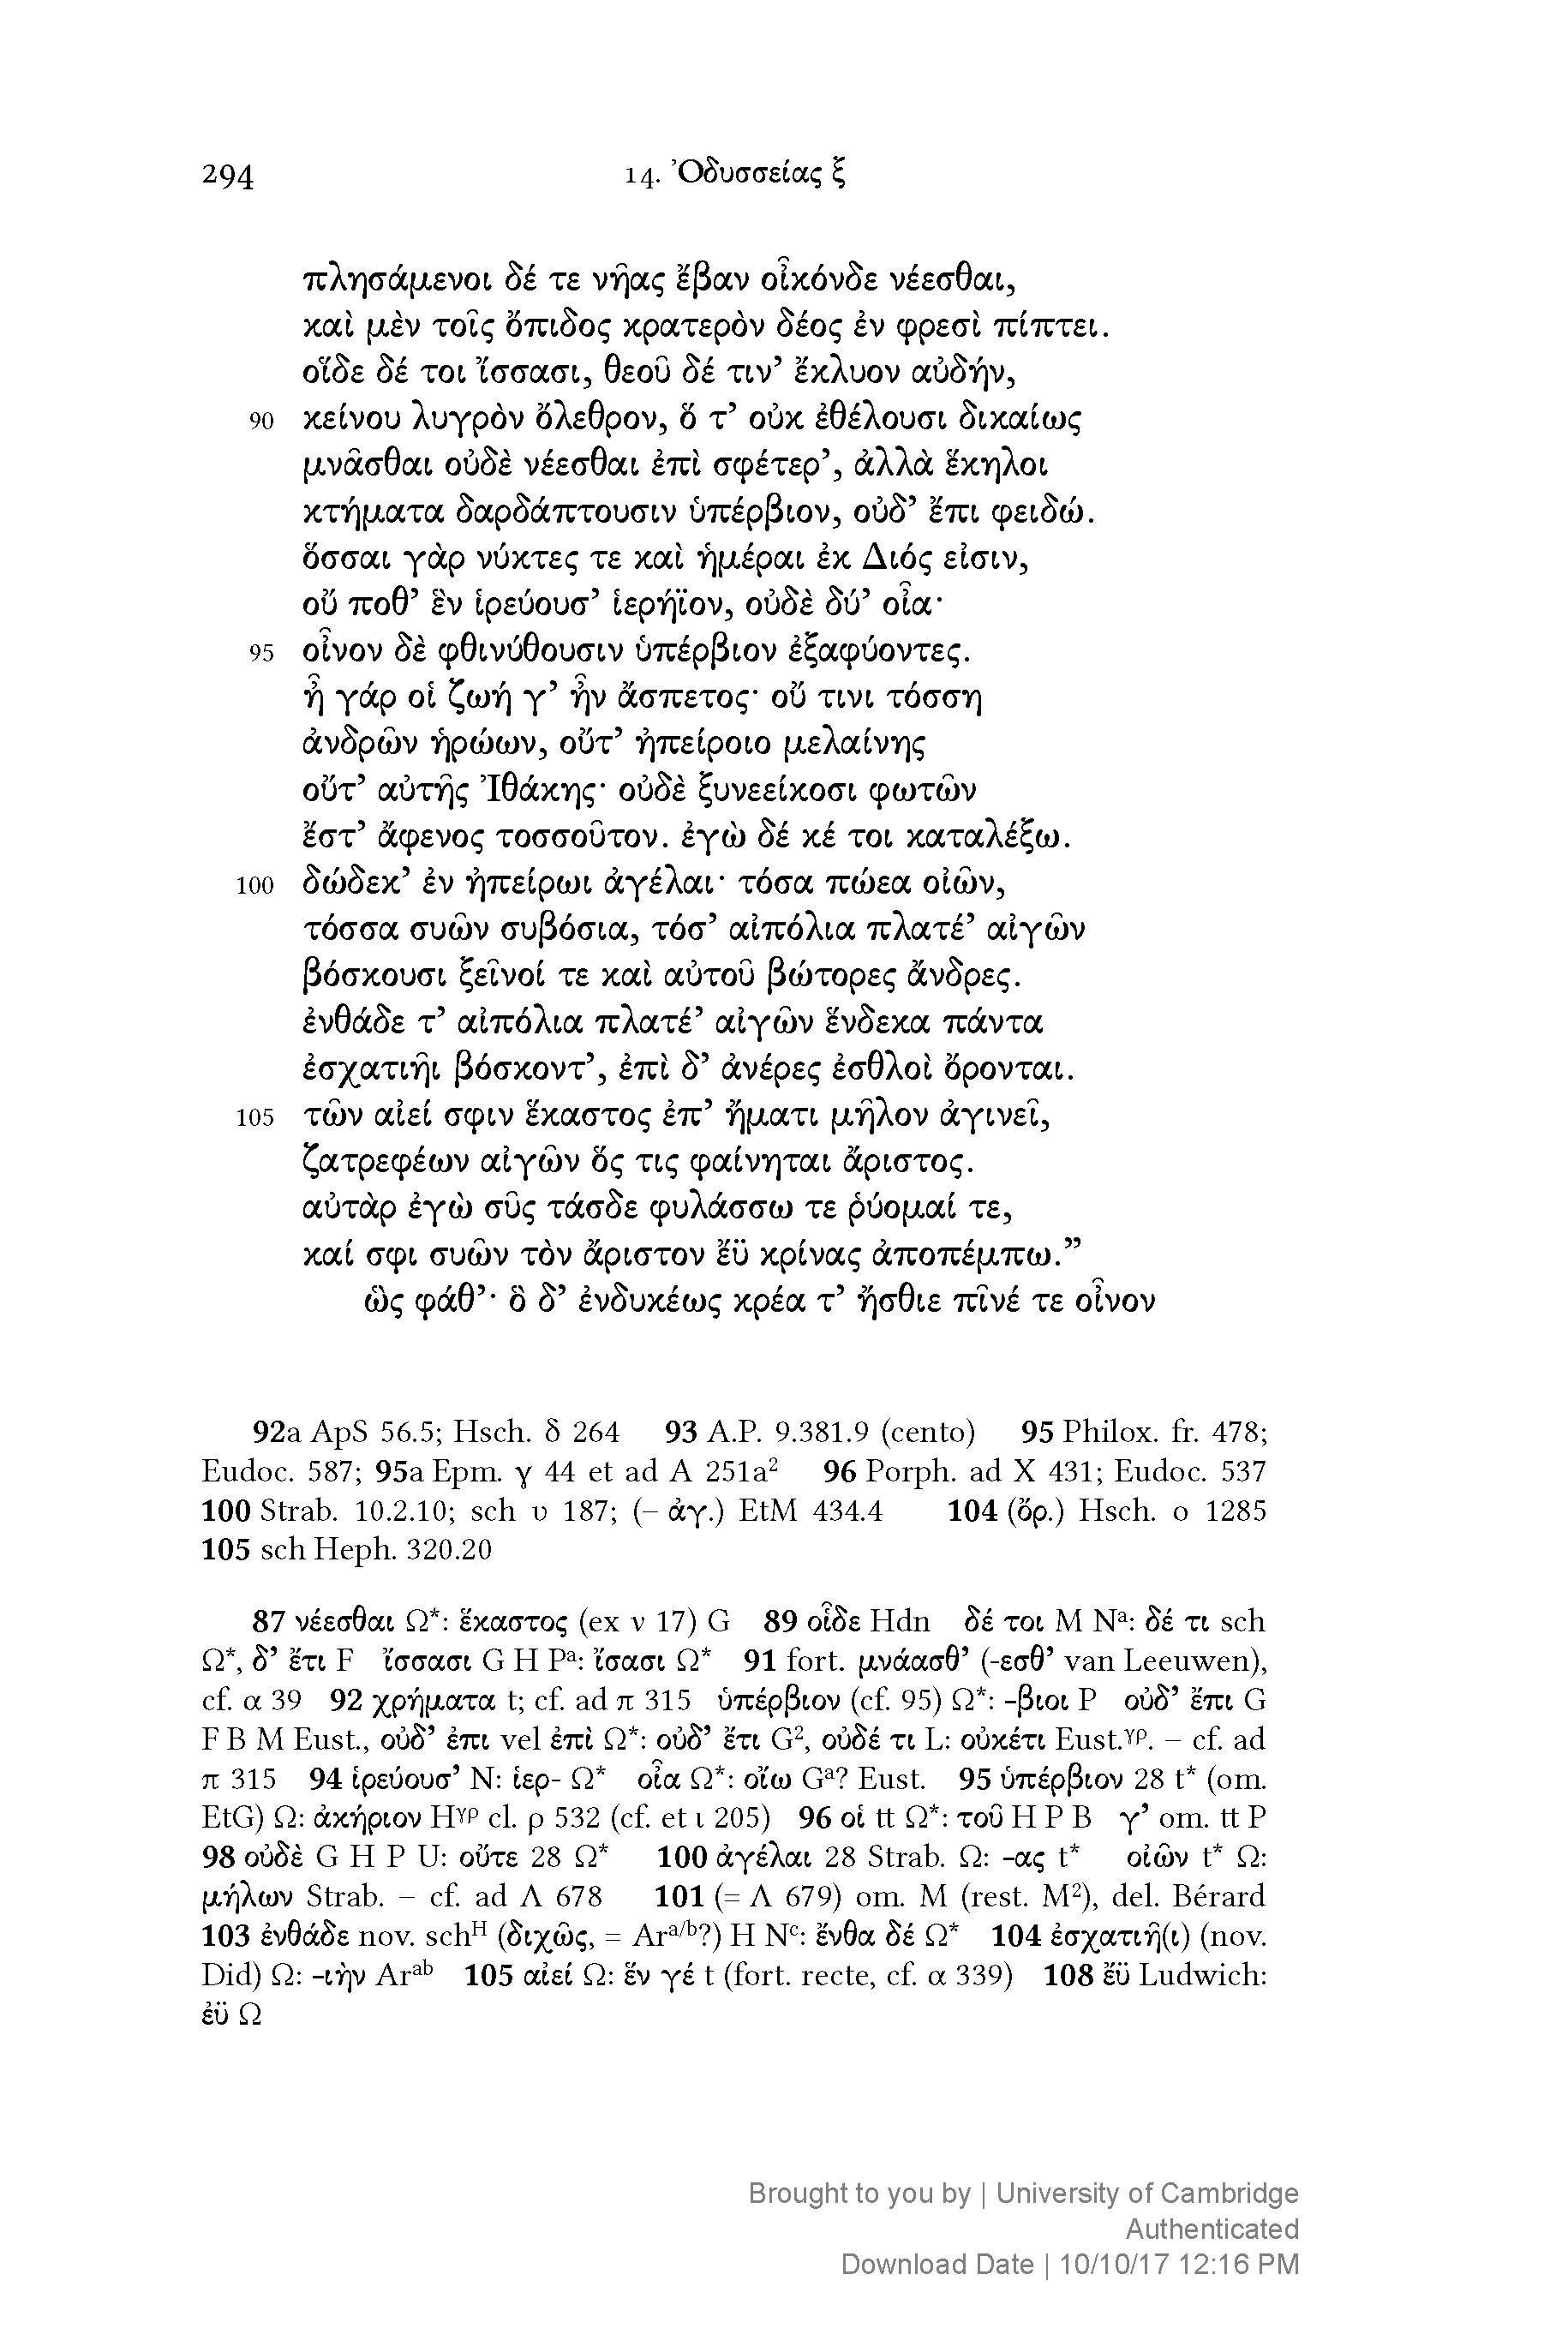 294 14. Ὀδυσσείας ξ
πλησάμενοι δέ τε νῆας ἔβαν οἶκόνδε νέεσθαι,
καὶ μὲν τοῖς ὄπιδος κρατερὸν δέος ἐν φρεσὶ πίπτει.
οἵδε δέ τοι ἴσσασι, θεοῦ δέ τιν’ ἔκλυον αὐδήν,
90 κείνου λυγρὸν ὄλεθρον, ὅ τ’ οὐκ ἐθέλουσι δικαίως
μνᾶσθαι οὐδὲ νέεσθαι ἐπὶ σφέτερ’, ἀλλὰ ἕκηλοι
κτήματα δαρδάπτουσιν ὑπέρβιον, οὐδ’ ἔπι φειδώ.
ὅσσαι γὰρ νύκτες τε καὶ ἡμέραι ἐκ Διός εἰσιν,
οὔ ποθ’ ἓν ἱρεύουσ’ ἱερήϊον, οὐδὲ δύ’ οἶα·
95 οἶνον δὲ φθινύθουσιν ὑπέρβιον ἐξαφύοντες.
ἦ γάρ οἱ ζωή γ’ ἦν ἄσπετος· οὔ τινι τόσση
ἀνδρῶν ἡρώων, οὔτ’ ἠπείροιο μελαίνης
οὔτ’ αὐτῆς Ἰθάκης· οὐδὲ ξυνεείκοσι φωτῶν
ἔστ’ ἄφενος τοσσοῦτον. ἐγὼ δέ κέ τοι καταλέξω.
100 δώδεκ’ ἐν ἠπείρωι ἀγέλαι· τόσα πώεα οἰῶν,
τόσσα συῶν συβόσια, τόσ’ αἰπόλια πλατέ’ αἰγῶν
βόσκουσι ξεῖνοί τε καὶ αὐτοῦ βώτορες ἄνδρες.
ἐνθάδε τ’ αἰπόλια πλατέ’ αἰγῶν ἕνδεκα πάντα
ἐσχατιῆι βόσκοντ’, ἐπὶ δ’ ἀνέρες ἐσθλοὶ ὄρονται.
105 τῶν αἰεί σφιν ἕκαστος ἐπ’ ἤματι μῆλον ἀγινεῖ,
ζατρεφέων αἰγῶν ὅς τις φαίνηται ἄριστος.
αὐτὰρ ἐγὼ σῦς τάσδε φυλάσσω τε ῥύομαί τε,
καί σφι συῶν τὸν ἄριστον ἔϋ κρίνας ἀποπέμπω.”
ὣς φάθ’· ὃ δ’ ἐνδυκέως κρέα τ’ ἤσθιε πῖνέ τε οἶνον
92a ApS 56.5; Hsch. δ 264 93 A.P. 9.381.9 (cento) 95 Philox. fr. 478;
Eudoc. 587; 95a Epm. γ 44 et ad A 251a² 96 Porph. ad X 431; Eudoc. 537
100 Strab. 10.2.10; sch υ 187; (– ἀγ.) EtM 434.4 104 (ὄρ.) Hsch. ο 1285
105 sch Heph. 320.20
87 νέεσθαι Ω*: ἕκαστος (ex ν 17) G 89 οἶδε Hdn δέ τοι M Nᵃ: δέ τι sch
Ω*, δ’ ἔτι F ἴσσασι G H Pᵃ: ἴσασι Ω* 91 fort. μνάασθ’ (-εσθ’ van Leeuwen),
cf. α 39 92 χρήματα t; cf. ad π 315 ὑπέρβιον (cf. 95) Ω*: -βιοι P οὐδ’ ἔπι G
F B M Eust., οὐδ’ ἐπι vel ἐπὶ Ω*: οὐδ’ ἔτι G², οὐδέ τι L: οὐκέτι Eust.ᵞᵖ. – cf. ad
π 315 94 ἱρεύουσ’ N: ἱερ- Ω* οἶα Ω*: οἴω Gᵃ? Eust. 95 ὑπέρβιον 28 t* (om.
EtG) Ω: ἀκήριον Hᵞᵖ cl. ρ 532 (cf. et ι 205) 96 οἱ tt Ω*: τοῦ H P B γ’ om. tt P
98 οὐδὲ G H P U: οὔτε 28 Ω* 100 ἀγέλαι 28 Strab. Ω: -ας t* οἰῶν t* Ω:
μήλων Strab. – cf. ad Λ 678 101 (= Λ 679) om. M (rest. M²), del. Bérard
103 ἐνθάδε nov. schᴴ (διχῶς, = Arᵃ/ᵇ?) H Nᶜ: ἔνθα δέ Ω* 104 ἐσχατιῆ(ι) (nov.
Did) Ω: -ιὴν Arᵃᵇ 105 αἰεί Ω: ἕν γέ t (fort. recte, cf. α 339) 108 ἔϋ Ludwich:
ἐϋ Ω
Brought to you by | University of Cambridge
Authenticated
Download Date | 10/10/17 12:16 PM